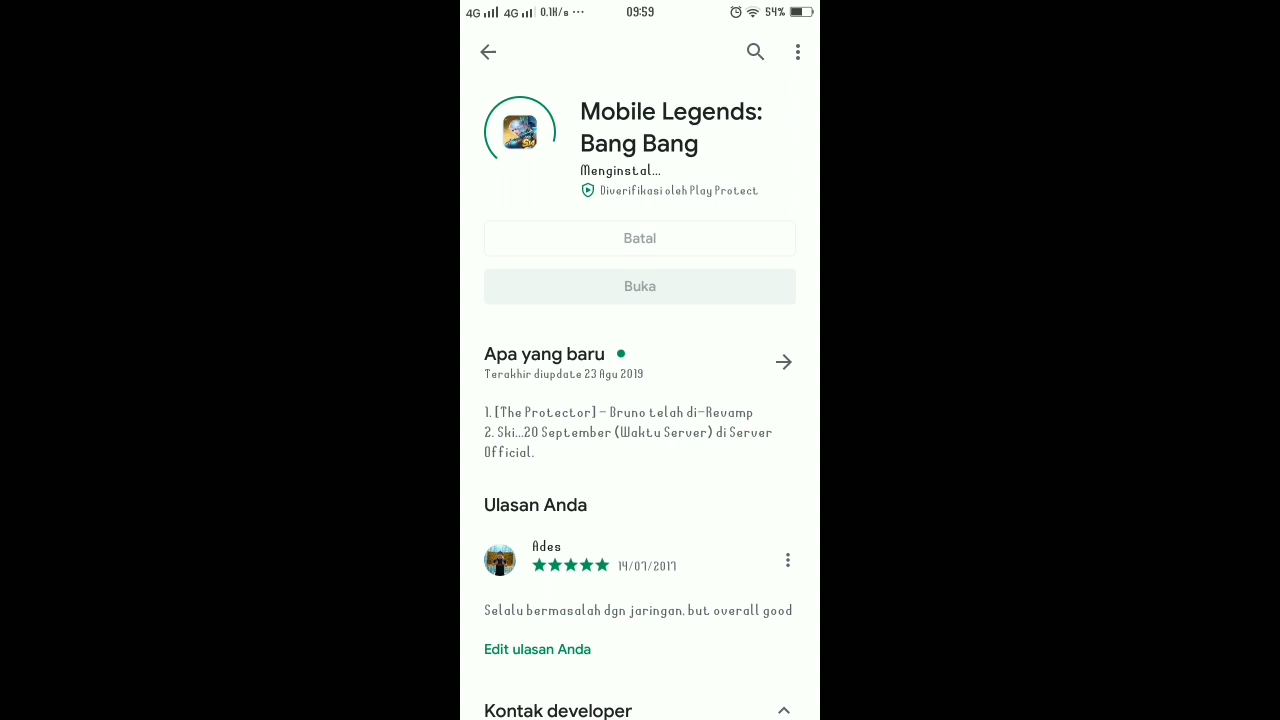 4G 4G 0.1K/s ... 09:59 54%
Mobile Legends:
Bang Bang
Menginstal...
Diverifikasi oleh Play Protect
Batal
Buka
Apa yang baru
Terakhir diupdate 23 Agu 2019
1. [The Protector] - Bruno telah di-Revamp
2. Ski...20 September (Waktu Server) di Server
Official.
Ulasan Anda
Ades
14/07/2017
Selalu bermasalah dgn jaringan, but overall good
Edit ulasan Anda
Kontak developer